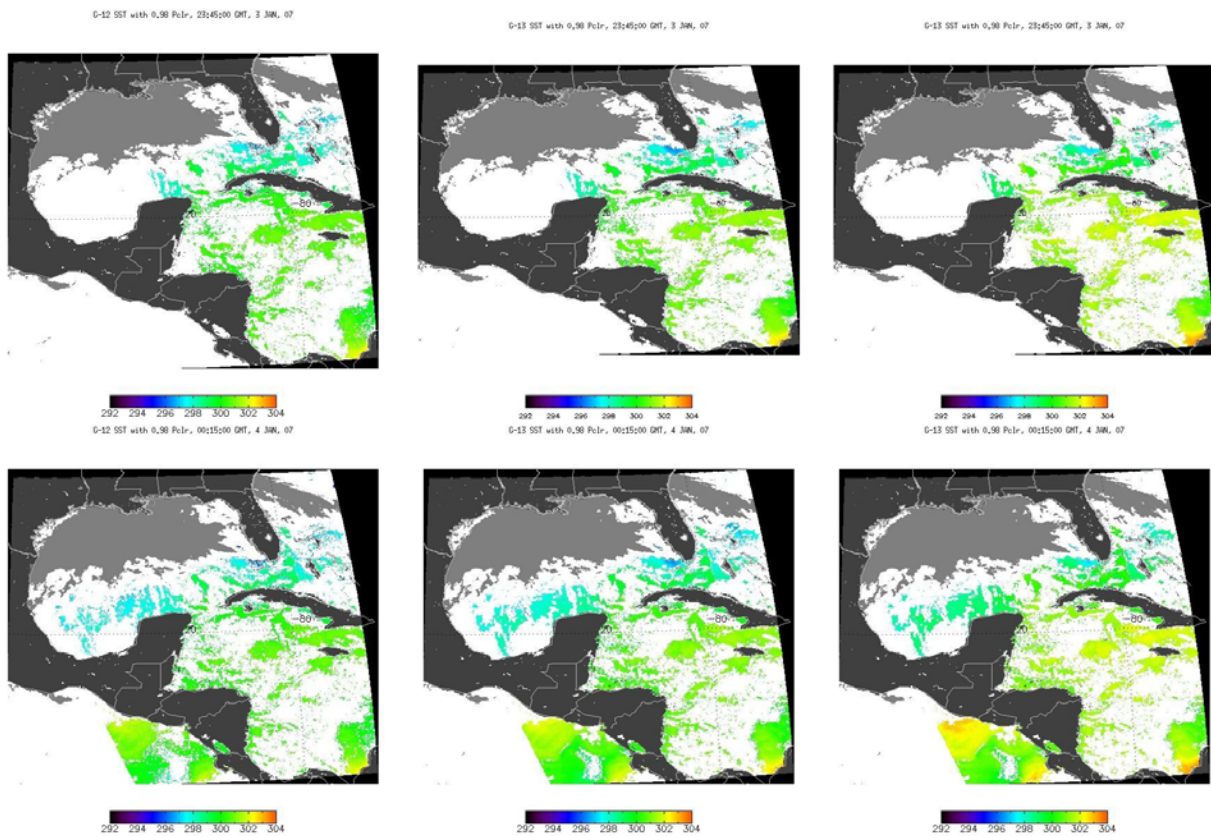 G-12 SST with 0.98 Pclr, 23:45:00 GMT, 3 JAN, 07
G-13 SST with 0.98 Pclr, 23:45:00 GMT, 3 JAN, 07
G-13 SST with 0.98 Pclr, 23:45:00 GMT, 3 JAN, 07
20
-80
20
-80
20
-80
292 294 296 298 300 302 304
292 294 296 298 300 302 304
292 294 296 298 300 302 304
G-12 SST with 0.98 Pclr, 00:15:00 GMT, 4 JAN, 07
G-13 SST with 0.98 Pclr, 00:15:00 GMT, 4 JAN, 07
G-13 SST with 0.98 Pclr, 00:15:00 GMT, 4 JAN, 07
20
-80
20
-80
20
-80
292 294 296 298 300 302 304
292 294 296 298 300 302 304
292 294 296 298 300 302 304